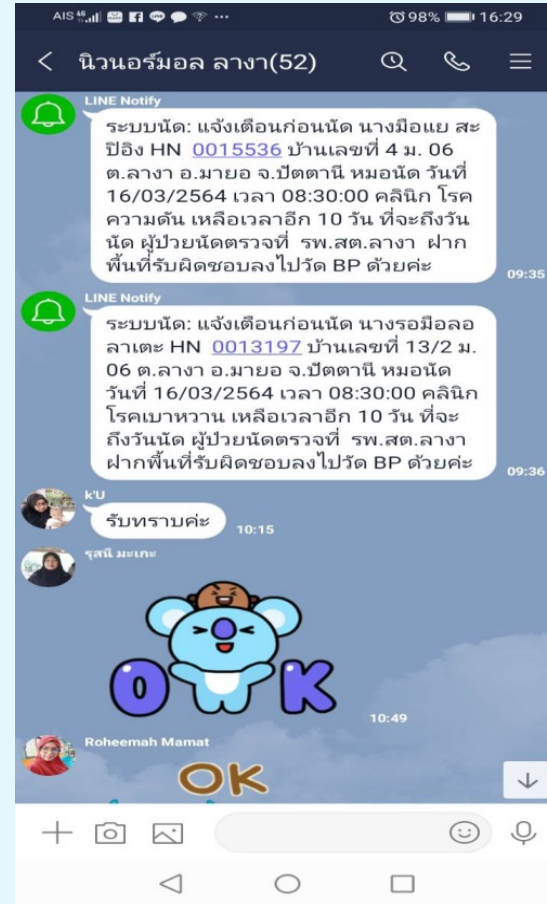 AIS 46 ... 98% 16:29
นิวนอร์มอล ลางา(52)
LINE Notify
ระบบนัด: แจ้งเตือนก่อนนัด นางมือแย สะ
ปิอิง HN 0015536 บ้านเลขที่ 4 ม. 06
ต.ลางา อ.มายอ จ.ปัตตานี หมอนัด วันที่
16/03/2564 เวลา 08:30:00 คลินิก โรค
ความดัน เหลือเวลาอีก 10 วัน ที่จะถึงวัน
นัด ผู้ป่วยนัดตรวจที่ รพ.สต.ลางา ฝาก
พื้นที่รับผิดชอบลงไปวัด BP ด้วยค่ะ
09:35
LINE Notify
ระบบนัด: แจ้งเตือนก่อนนัด นางรอมือลอ
ลาเตะ HN 0013197 บ้านเลขที่ 13/2 ม.
06 ต.ลางา อ.มายอ จ.ปัตตานี หมอนัด
วันที่ 16/03/2564 เวลา 08:30:00 คลินิก
โรคเบาหวาน เหลือเวลาอีก 10 วัน ที่จะ
ถึงวันนัด ผู้ป่วยนัดตรวจที่ รพ.สต.ลางา
ฝากพื้นที่รับผิดชอบลงไปวัด BP ด้วยค่ะ
09:36
k'U
รับทราบค่ะ
10:15
รุสนี มะเกะ
OK
10:49
Roheemah Mamat
OK